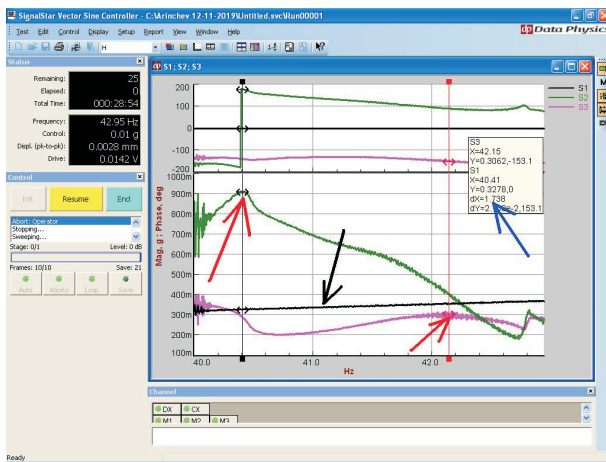 SignalStar Vector Sine Controller - C:\Arinchev 12-11-2019\Untitled.svc\Run00001
Test Edit Control Display Setup Report View Window Help
dp Data Physics
H
Status
Remaining: 25
Elapsed: 0
Total Time: 000:28:54
Frequency: 42.95 Hz
Control: 0.01 g
Displ. (pk-to-pk): 0.0028 mm
Drive: 0.0142 V
Control
Init Resume End
Abort: Operator
Stopping...
Sweeping...
Stage: 0/1 Level: 0 dB
Frames: 10/10 Save: 21
Auto Aborts Loop Save
S1; S2; S3
Mag, g ; Phase, deg
200
100
0
-100
-200
1000m
900m
800m
700m
600m
500m
400m
300m
200m
100m
40.0 41.0 42.0
Hz
S1
S2
S3
S3
X=42.15
Y=0.3062,-153.1
S1
X=40.41
Y=0.3278,0
dX=1.738
Channel
DX CX
M1 M2 M3
Ready